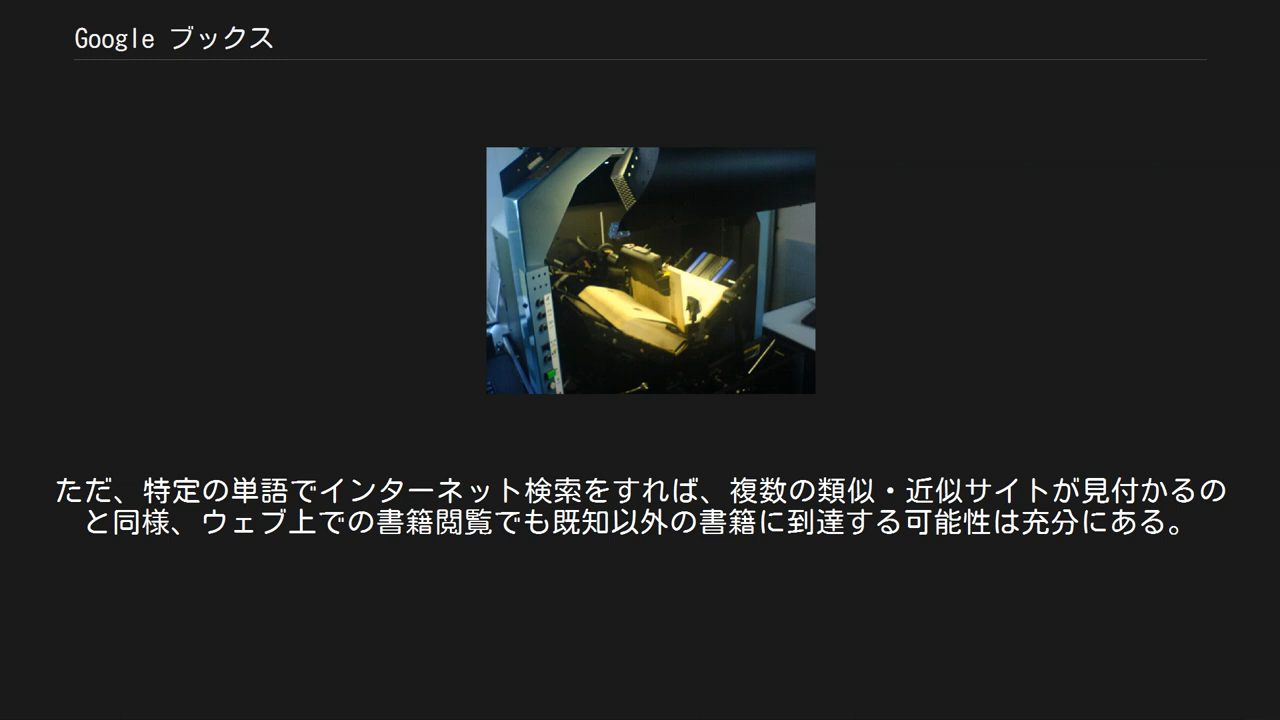 Google ブックス
ただ、特定の単語でインターネット検索をすれば、複数の類似・近似サイトが見付かるの
と同様、ウェブ上での書籍閲覧でも既知以外の書籍に到達する可能性は充分にある。